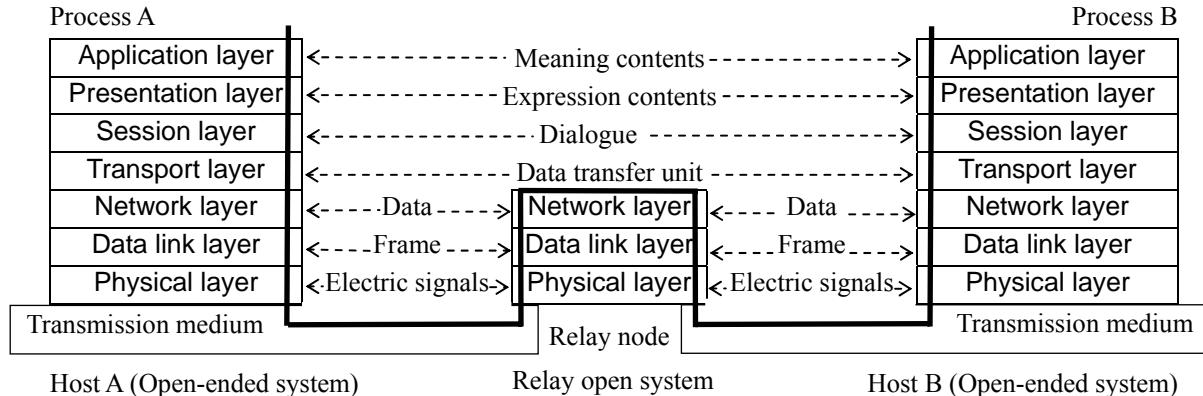 Process A Process B
Application layer Meaning contents Application layer
Presentation layer Expression contents Presentation layer
Session layer Dialogue Session layer
Transport layer Data transfer unit Transport layer
Network layer Data Network layer Data Network layer
Data link layer Frame Data link layer Frame Data link layer
Physical layer Electric signals Physical layer Electric signals Physical layer
Transmission medium Relay node Transmission medium
Host A (Open-ended system) Relay open system Host B (Open-ended system)